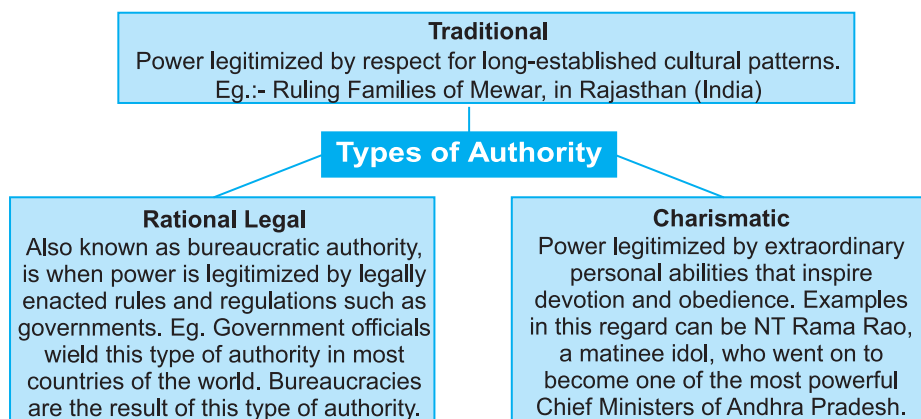 Traditional
Power legitimized by respect for long-established cultural patterns.
Eg.:- Ruling Families of Mewar, in Rajasthan (India)
Types of Authority
Rational Legal
Also known as bureaucratic authority,
is when power is legitimized by legally
enacted rules and regulations such as
governments. Eg. Government officials
wield this type of authority in most
countries of the world. Bureaucracies
are the result of this type of authority.
Charismatic
Power legitimized by extraordinary
personal abilities that inspire
devotion and obedience. Examples
in this regard can be NT Rama Rao,
a matinee idol, who went on to
become one of the most powerful
Chief Ministers of Andhra Pradesh.